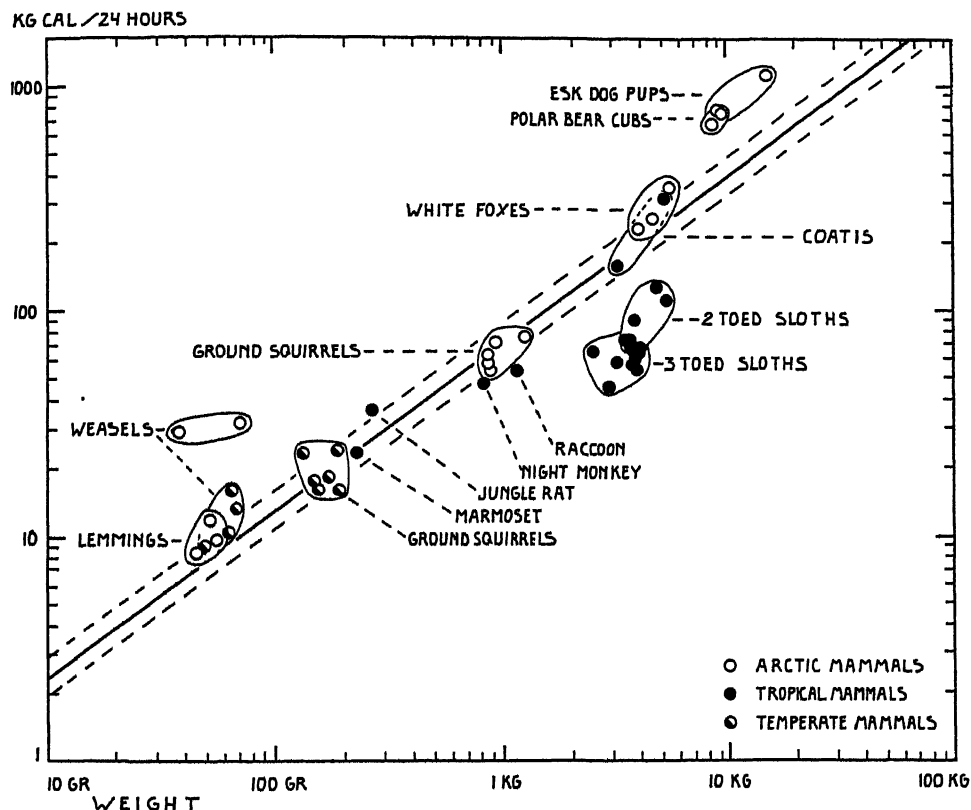 KG CAL/24 HOURS
1000
ESK DOG PUPS
POLAR BEAR CUBS
WHITE FOXES
COATIS
100
2 TOED SLOTHS
GROUND SQUIRRELS
3 TOED SLOTHS
WEASELS
RACCOON
NIGHT MONKEY
JUNGLE RAT
MARMOSET
10
LEMMINGS
GROUND SQUIRRELS
ARCTIC MAMMALS
TROPICAL MAMMALS
TEMPERATE MAMMALS
1
10 GR
100 GR
1 KG
10 KG
100 KG
WEIGHT